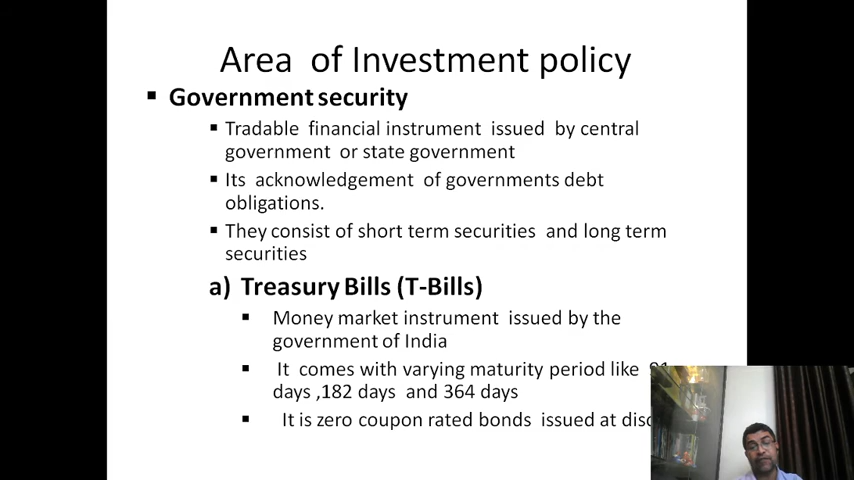 Area of Investment policy
Government security
Tradable financial instrument issued by central
government or state government
Its acknowledgement of governments debt
obligations.
They consist of short term securities and long term
securities
a) Treasury Bills (T-Bills)
Money market instrument issued by the
government of India
It comes with varying maturity period like
days ,182 days and 364 days
It is zero coupon rated bonds issued at